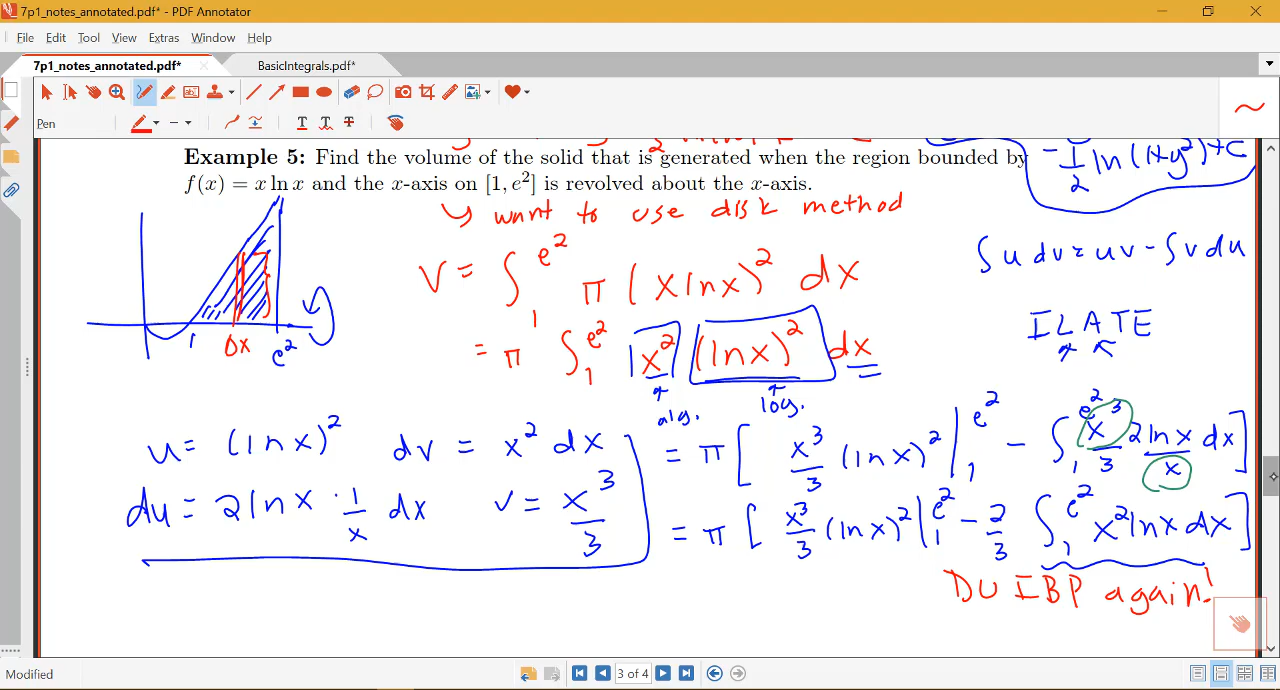 7p1_notes_annotated.pdf* - PDF Annotator
File Edit Tool View Extras Window Help
7p1_notes_annotated.pdf* BasicIntegrals.pdf*
Pen
Example 5: Find the volume of the solid that is generated when the region bounded by
f(x) = x ln x and the x-axis on [1, e²] is revolved about the x-axis.
- 1/2 ln(1+y²)+C
↳ want to use disk method
∫u dv = uv - ∫v du
V = ∫₁^{e²} π (x ln x)² dx
ILATE
= π ∫₁^{e²} x² (ln x)² dx
1 Δx e²
alg. log.
u = (ln x)² dv = x² dx
du = 2 ln x · 1/x dx v = x³/3
= π [ x³/3 (ln x)² |₁^{e²} - ∫₁^{e²} x³/3 2 ln x/x dx ]
= π [ x³/3 (ln x)² |₁^{e²} - 2/3 ∫₁^{e²} x² ln x dx ]
DU IBP again!
Modified 3 of 4